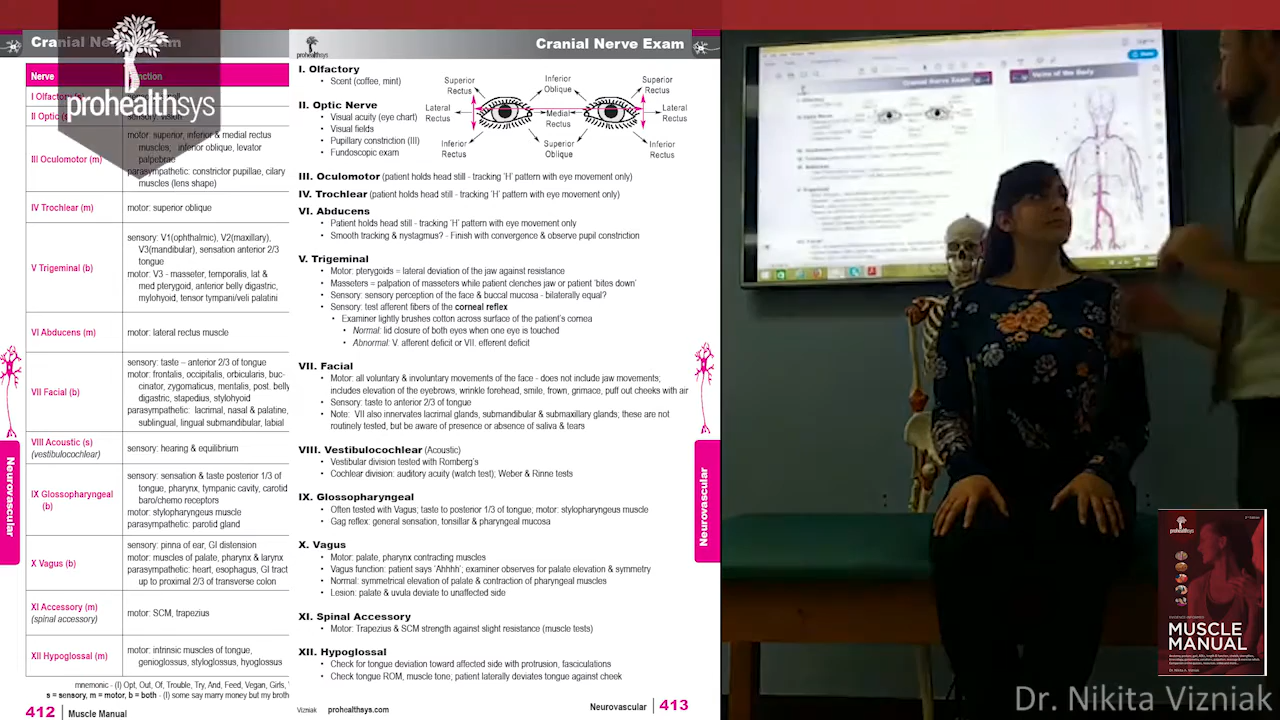 Cranial Nerve Exam
prohealthsys
Nerve
Function
I Olfactory (s)
II Optic (s)
sensory: vision
III Oculomotor (m)
motor: superior, inferior & medial rectus
muscles; inferior oblique, levator
palpebrae
parasympathetic: constrictor pupillae, cilary
muscles (lens shape)
IV Trochlear (m)
motor: superior oblique
V Trigeminal (b)
sensory: V1(ophthalmic), V2(maxillary),
V3(mandibular), sensation anterior 2/3
tongue
motor: V3 - masseter, temporalis, lat &
med pterygoid, anterior belly digastric,
mylohyoid, tensor tympani/veli palatini
VI Abducens (m)
motor: lateral rectus muscle
VII Facial (b)
sensory: taste – anterior 2/3 of tongue
motor: frontalis, occipitalis, orbicularis, buc-
cinator, zygomaticus, mentalis, post. belly
digastric, stapedius, stylohyoid
parasympathetic: lacrimal, nasal & palatine,
sublingual, lingual submandibular, labial
VIII Acoustic (s)
(vestibulocochlear)
sensory: hearing & equilibrium
IX Glossopharyngeal
(b)
sensory: sensation & taste posterior 1/3 of
tongue, pharynx, tympanic cavity, carotid
baro/chemo receptors
motor: stylopharyngeus muscle
parasympathetic: parotid gland
X Vagus (b)
sensory: pinna of ear, GI distension
motor: muscles of palate, pharynx & larynx
parasympathetic: heart, esophagus, GI tract
up to proximal 2/3 of transverse colon
XI Accessory (m)
(spinal accessory)
motor: SCM, trapezius
XII Hypoglossal (m)
motor: intrinsic muscles of tongue,
genioglossus, styloglossus, hyoglossus
mnemonic - (I) Opt, Out, Of, Trouble, Try, And, Feed, Vegan, Girls,
s = sensory, m = motor, b = both - (I) some say marry money but my broth
412 Muscle Manual
Neurovascular
prohealthsys
Cranial Nerve Exam
I. Olfactory
• Scent (coffee, mint)
II. Optic Nerve
• Visual acuity (eye chart)
• Visual fields
• Pupillary constriction (III)
• Fundoscopic exam
Superior
Rectus
Inferior
Oblique
Superior
Rectus
Lateral
Rectus
Medial
Rectus
Lateral
Rectus
Inferior
Rectus
Superior
Oblique
Inferior
Rectus
III. Oculomotor (patient holds head still - tracking 'H' pattern with eye movement only)
IV. Trochlear (patient holds head still - tracking 'H' pattern with eye movement only)
VI. Abducens
• Patient holds head still - tracking 'H' pattern with eye movement only
• Smooth tracking & nystagmus? - Finish with convergence & observe pupil constriction
V. Trigeminal
• Motor: pterygoids = lateral deviation of the jaw against resistance
• Masseters = palpation of masseters while patient clenches jaw or patient 'bites down'
• Sensory: sensory perception of the face & buccal mucosa - bilaterally equal?
• Sensory: test afferent fibers of the corneal reflex
• Examiner lightly brushes cotton across surface of the patient's cornea
• Normal: lid closure of both eyes when one eye is touched
• Abnormal: V. afferent deficit or VII. efferent deficit
VII. Facial
• Motor: all voluntary & involuntary movements of the face - does not include jaw movements;
includes elevation of the eyebrows, wrinkle forehead, smile, frown, grimace, puff out cheeks with air
• Sensory: taste to anterior 2/3 of tongue
• Note: VII also innervates lacrimal glands, submandibular & submaxillary glands; these are not
routinely tested, but be aware of presence or absence of saliva & tears
VIII. Vestibulocochlear (Acoustic)
• Vestibular division tested with Romberg's
• Cochlear division: auditory acuity (watch test); Weber & Rinne tests
IX. Glossopharyngeal
• Often tested with Vagus; taste to posterior 1/3 of tongue; motor: stylopharyngeus muscle
• Gag reflex: general sensation, tonsillar & pharyngeal mucosa
X. Vagus
• Motor: palate, pharynx contracting muscles
• Vagus function: patient says 'Ahhhh'; examiner observes for palate elevation & symmetry
• Normal: symmetrical elevation of palate & contraction of pharyngeal muscles
• Lesion: palate & uvula deviate to unaffected side
XI. Spinal Accessory
• Motor: Trapezius & SCM strength against slight resistance (muscle tests)
XII. Hypoglossal
• Check for tongue deviation toward affected side with protrusion, fasciculations
• Check tongue ROM, muscle tone, patient laterally deviates tongue against cheek
Vizniak prohealthsys.com
Neurovascular 413
Neurovascular
Cranial Nerve Exam
Veins of the Body
prohealthsys
MUSCLE
MANUAL
Dr. Nikita Vizniak